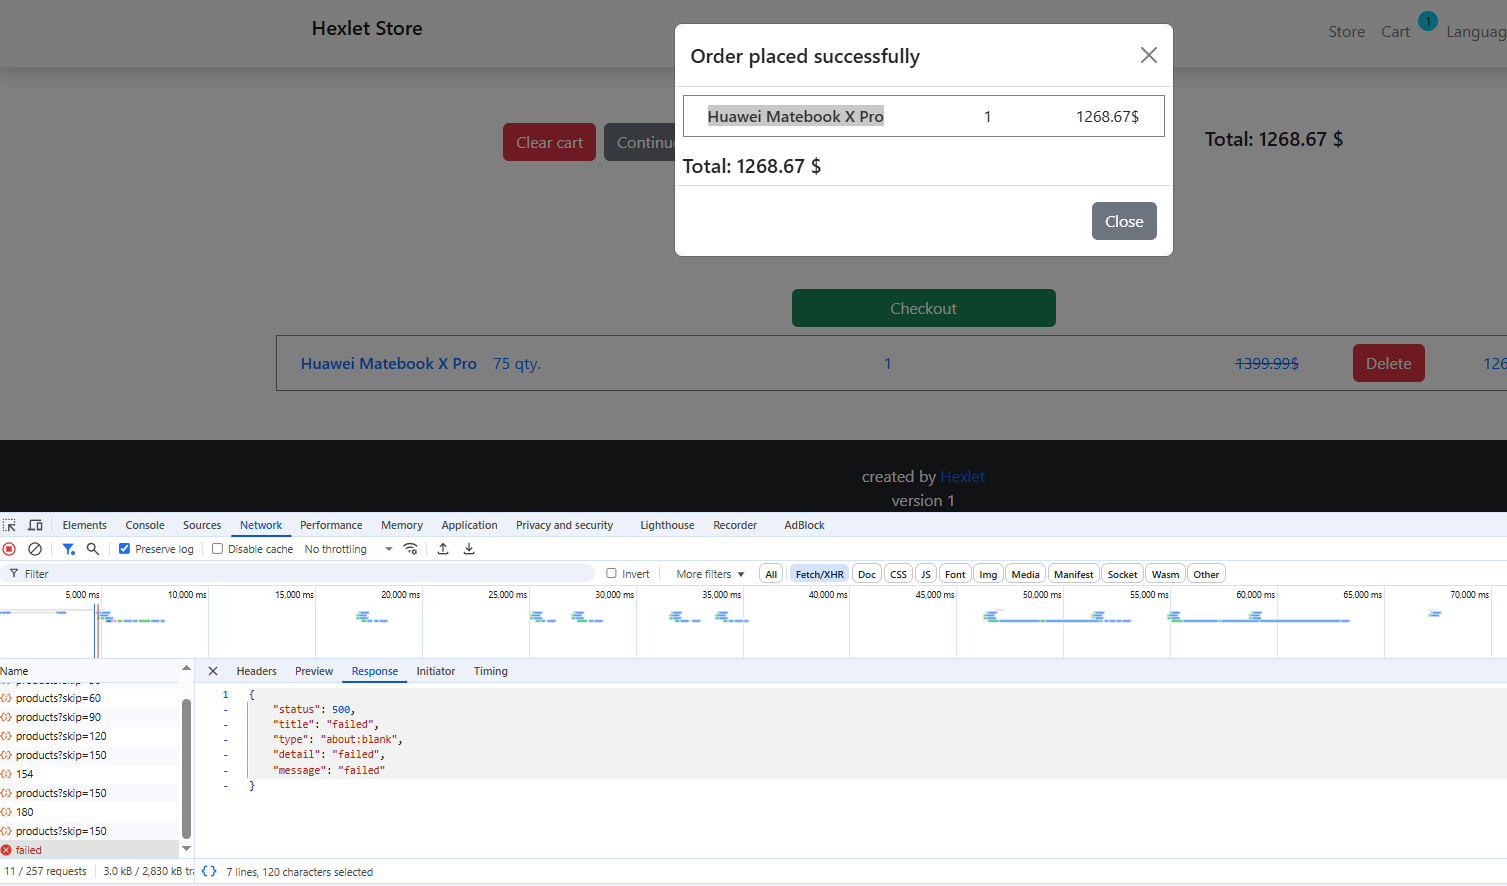 Hexlet Store
Store Cart 1 Languag
Order placed successfully
Huawei Matebook X Pro 1 1268.67$
Total: 1268.67 $
Close
Clear cart Continu
Total: 1268.67 $
Checkout
Huawei Matebook X Pro 75 qty. 1 1399.99$ Delete 126
created by Hexlet
version 1
Elements Console Sources Network Performance Memory Application Privacy and security Lighthouse Recorder AdBlock
Preserve log Disable cache No throttling
Filter Invert More filters All Fetch/XHR Doc CSS JS Font Img Media Manifest Socket Wasm Other
5,000 ms 10,000 ms 15,000 ms 20,000 ms 25,000 ms 30,000 ms 35,000 ms 40,000 ms 45,000 ms 50,000 ms 55,000 ms 60,000 ms 65,000 ms 70,000 ms
Name
products?skip=60
products?skip=90
products?skip=120
products?skip=150
154
products?skip=150
180
products?skip=150
failed
11 / 257 requests 3.0 kB / 2,830 kB tra
Headers Preview Response Initiator Timing
1 {
- "status": 500,
- "title": "failed",
- "type": "about:blank",
- "detail": "failed",
- "message": "failed"
- }
{} 7 lines, 120 characters selected